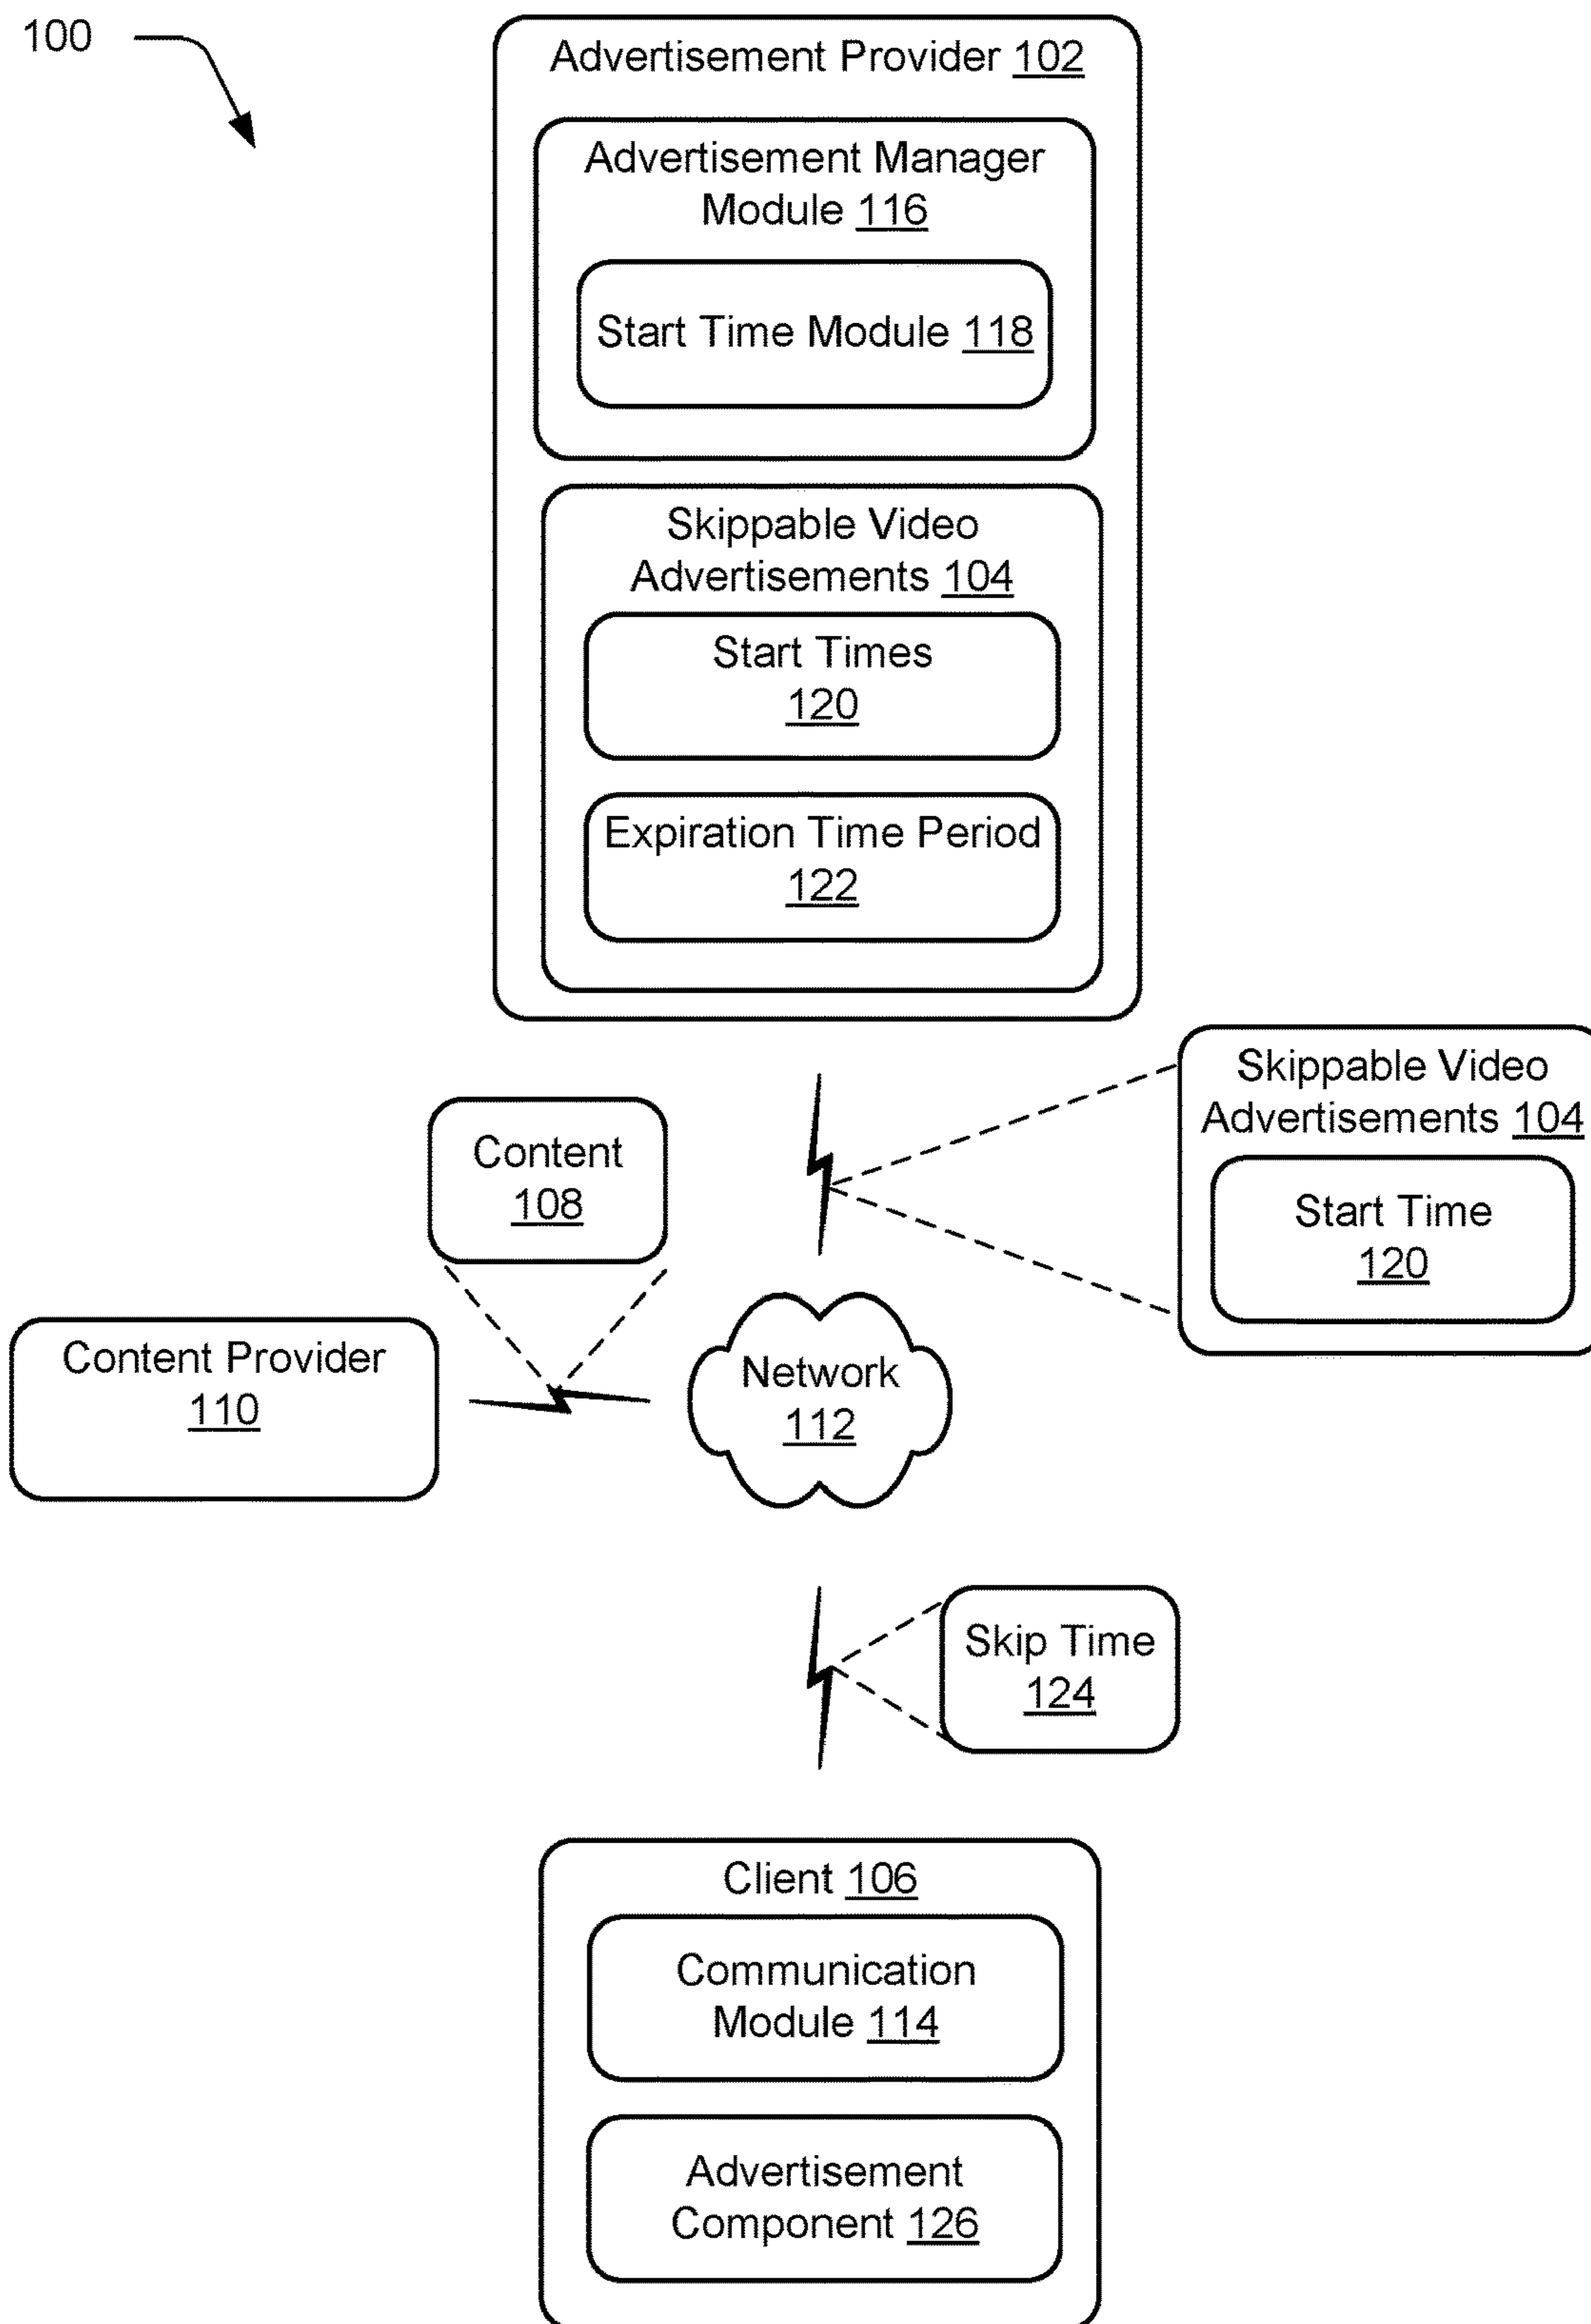 100
Advertisement Provider 102
Advertisement Manager
Module 116
Start Time Module 118
Skippable Video
Advertisements 104
Start Times
120
Expiration Time Period
122
Skippable Video
Advertisements 104
Start Time
120
Content
108
Content Provider
110
Network
112
Skip Time
124
Client 106
Communication
Module 114
Advertisement
Component 126